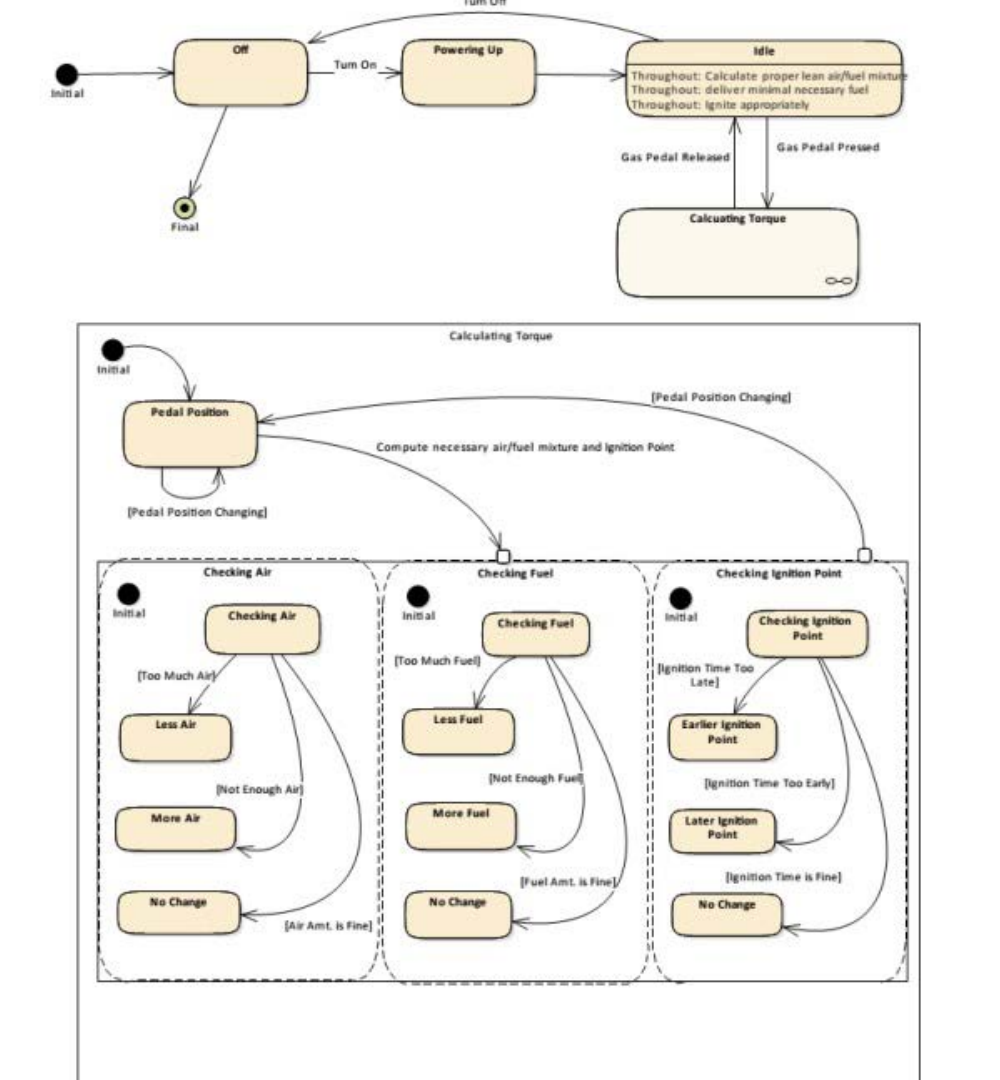 Turn Off
Off
Powering Up
Idle
Turn On
Throughout: Calculate proper lean air/fuel mixture
Throughout: deliver minimal necessary fuel
Throughout: Ignite appropriately
Initial
Gas Pedal Released
Gas Pedal Pressed
Final
Calcuating Torque
Calculating Torque
Initial
Pedal Position
[Pedal Position Changing]
Compute necessary air/fuel mixture and Ignition Point
[Pedal Position Changing]
Checking Air
Initial
Checking Air
[Too Much Air]
Less Air
[Not Enough Air]
More Air
No Change
[Air Amt. is Fine]
Checking Fuel
Initial
Checking Fuel
[Too Much Fuel]
Less Fuel
[Not Enough Fuel]
More Fuel
[Fuel Amt. is Fine]
No Change
Checking Ignition Point
Initial
Checking Ignition
Point
[Ignition Time Too
Late]
Earlier Ignition
Point
[Ignition Time Too Early]
Later Ignition
Point
[Ignition Time is Fine]
No Change